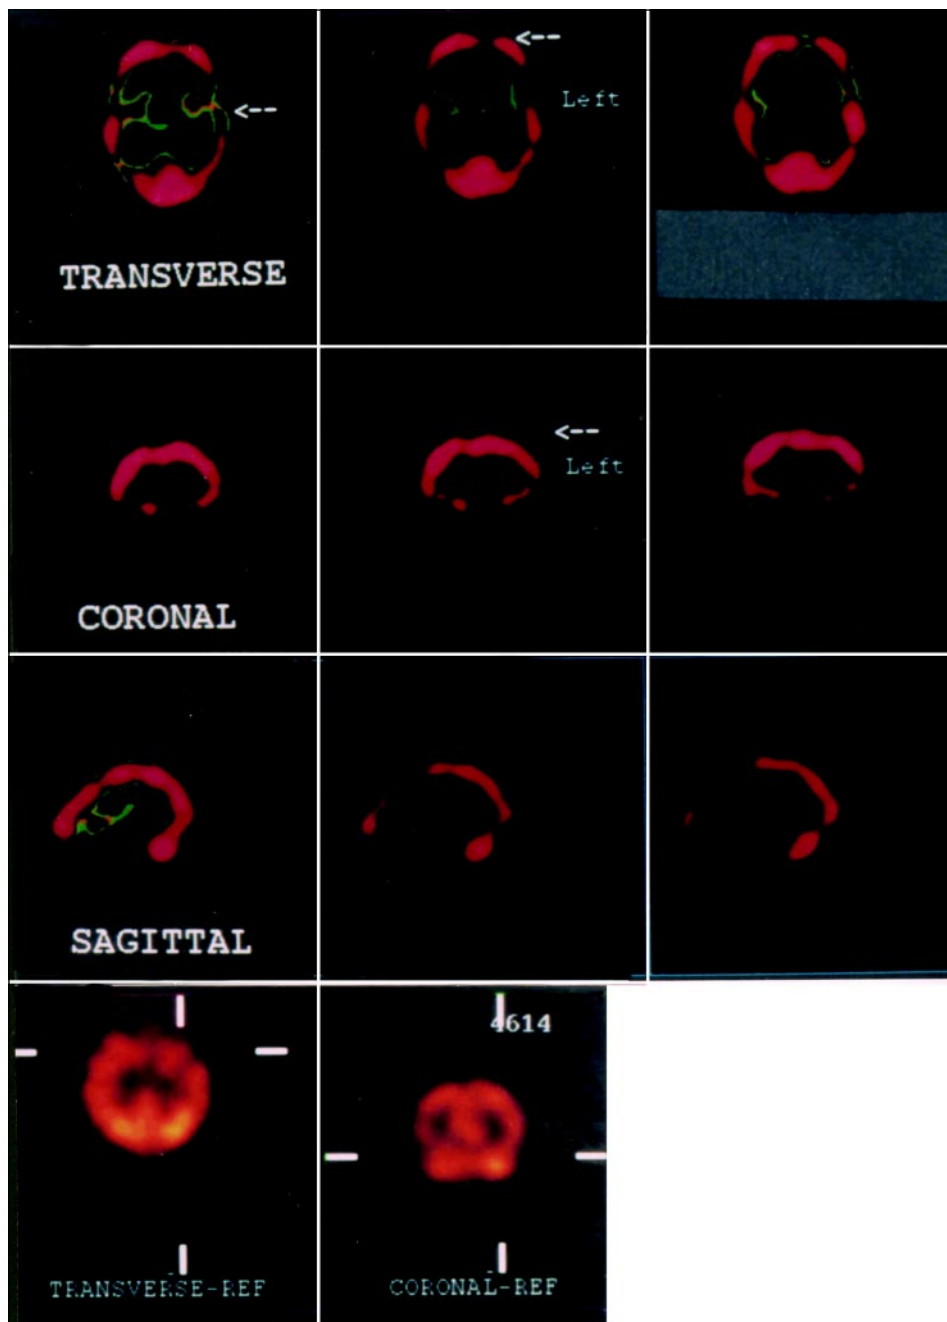 <--
<--
Left
TRANSVERSE
<--
Left
CORONAL
SAGITTAL
4614
TRANSVERSE-REF
CORONAL-REF